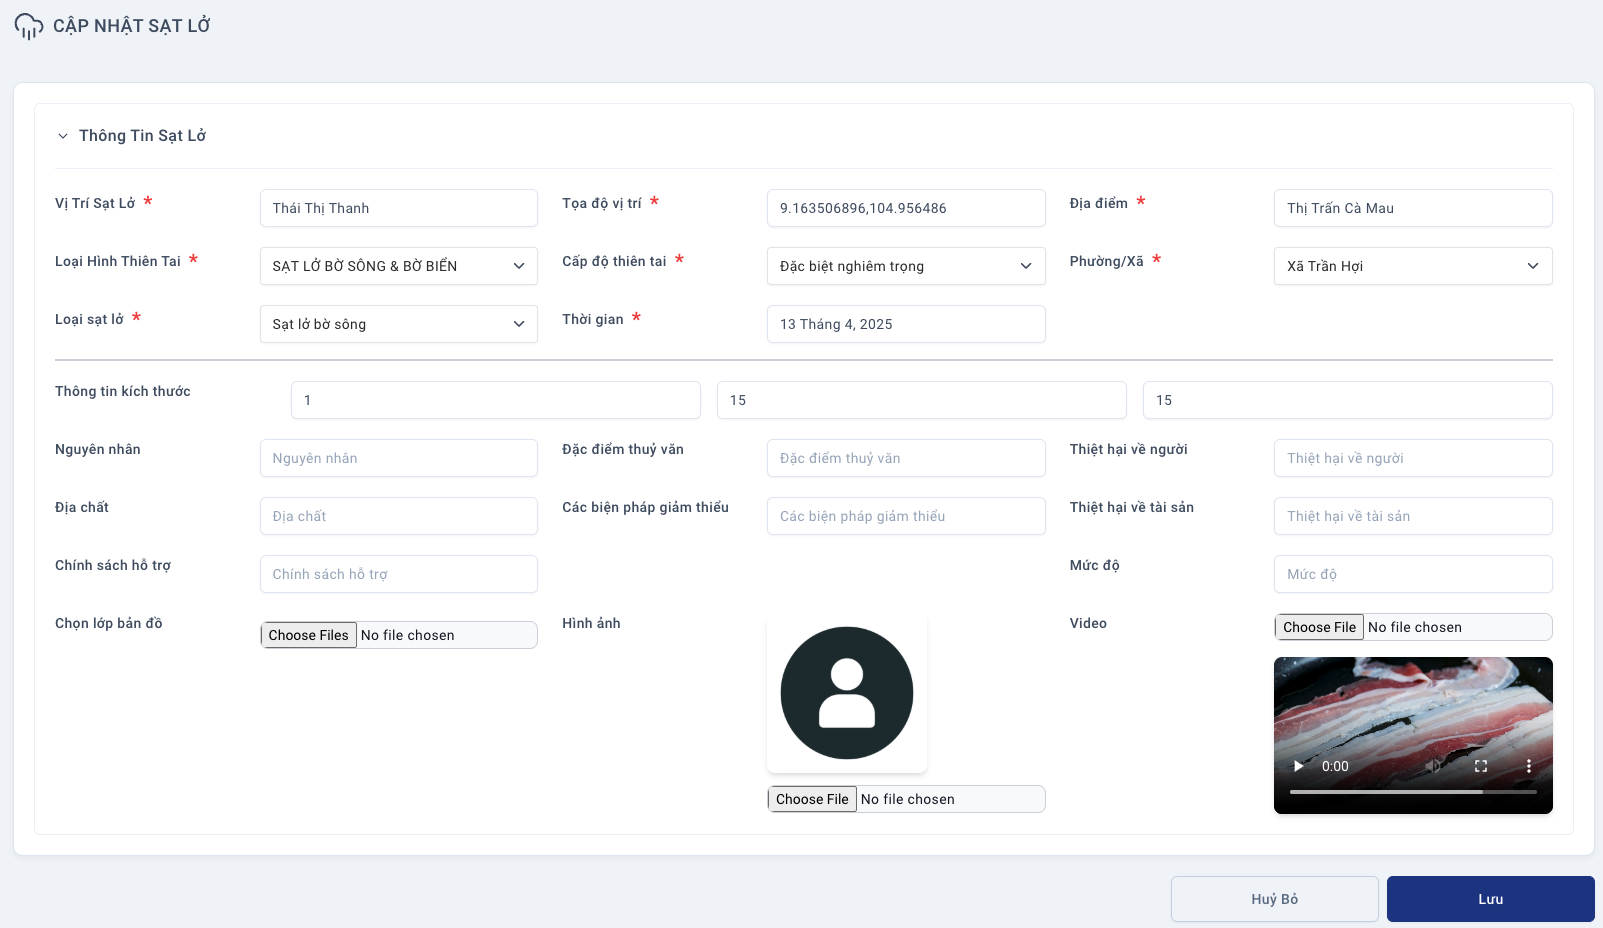 CẬP NHẬT SẠT LỞ
Thông Tin Sạt Lở
Vị Trí Sạt Lở *
Thái Thị Thanh
Tọa độ vị trí *
9.163506896,104.956486
Địa điểm *
Thị Trấn Cà Mau
Loại Hình Thiên Tai *
SẠT LỞ BỜ SÔNG & BỜ BIỂN
Cấp độ thiên tai *
Đặc biệt nghiêm trọng
Phường/Xã *
Xã Trần Hợi
Loại sạt lở *
Sạt lở bờ sông
Thời gian *
13 Tháng 4, 2025
Thông tin kích thước
1
15
15
Nguyên nhân
Nguyên nhân
Đặc điểm thuỷ văn
Đặc điểm thuỷ văn
Thiệt hại về người
Thiệt hại về người
Địa chất
Địa chất
Các biện pháp giảm thiểu
Các biện pháp giảm thiểu
Thiệt hại về tài sản
Thiệt hại về tài sản
Chính sách hỗ trợ
Chính sách hỗ trợ
Mức độ
Mức độ
Chọn lớp bản đồ
Choose Files No file chosen
Hình ảnh
Choose File No file chosen
Video
Choose File No file chosen
0:00
Huỷ Bỏ
Lưu